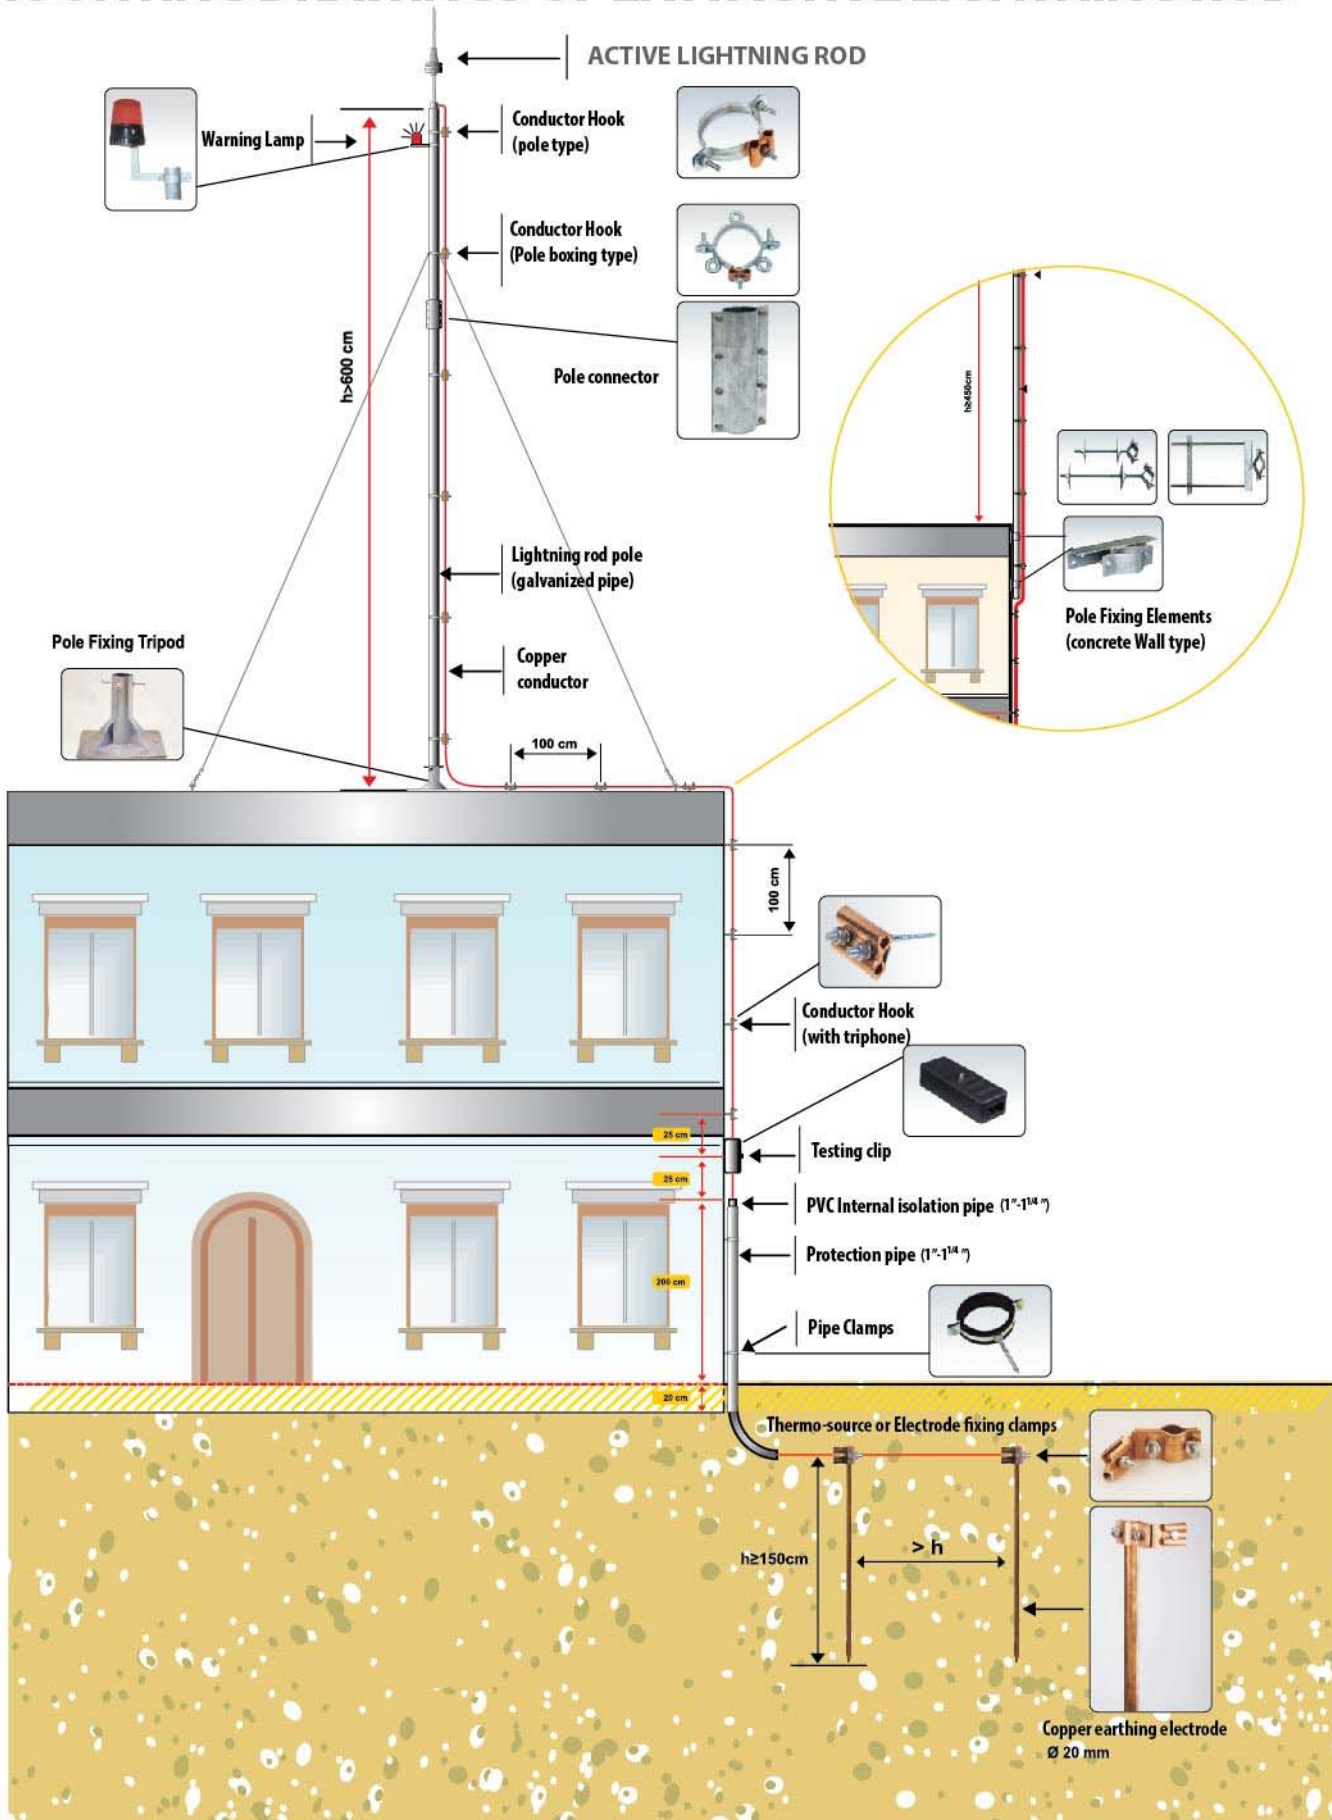 ACTIVE LIGHTNING ROD
Warning Lamp
Conductor Hook
(pole type)
Conductor Hook
(Pole boxing type)
h>600 cm
Pole connector
h≥450cm
Lightning rod pole
(galvanized pipe)
Pole Fixing Elements
(concrete Wall type)
Pole Fixing Tripod
Copper
conductor
100 cm
100 cm
Conductor Hook
(with triphone)
25 cm
Testing clip
25 cm
PVC Internal isolation pipe (1"-1 1/4 ")
Protection pipe (1"-1 1/4 ")
200 cm
Pipe Clamps
20 cm
Thermo-source or Electrode fixing clamps
h≥150cm
> h
Copper earthing electrode
Ø 20 mm